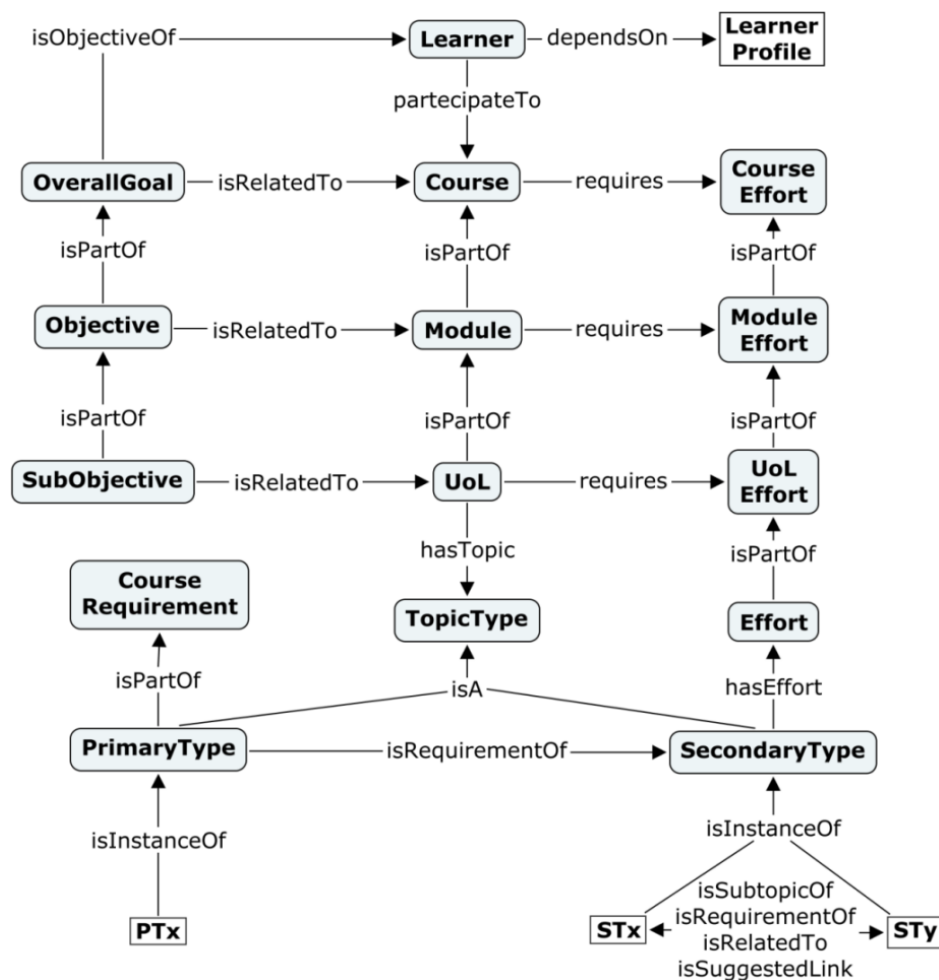 isObjectiveOf
Learner
dependsOn
Learner
Profile
partecipateTo
OverallGoal
isRelatedTo
Course
requires
Course
Effort
isPartOf
isPartOf
isPartOf
Objective
isRelatedTo
Module
requires
Module
Effort
isPartOf
isPartOf
isPartOf
SubObjective
isRelatedTo
UoL
requires
UoL
Effort
hasTopic
isPartOf
Course
Requirement
TopicType
Effort
isPartOf
isA
hasEffort
PrimaryType
isRequirementOf
SecondaryType
isInstanceOf
isInstanceOf
PTx
STx
isSubtopicOf
isRequirementOf
isRelatedTo
isSuggestedLink
STy